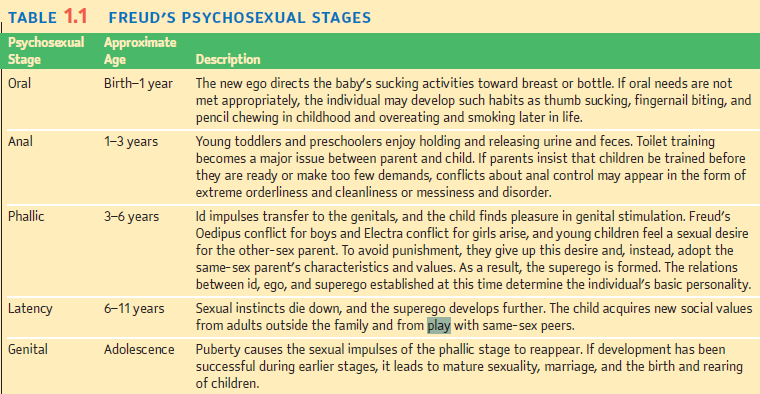 TABLE 1.1 FREUD'S PSYCHOSEXUAL STAGES
Psychosexual Approximate
Stage Age Description
Oral Birth–1 year The new ego directs the baby's sucking activities toward breast or bottle. If oral needs are not
met appropriately, the individual may develop such habits as thumb sucking, fingernail biting, and
pencil chewing in childhood and overeating and smoking later in life.
Anal 1–3 years Young toddlers and preschoolers enjoy holding and releasing urine and feces. Toilet training
becomes a major issue between parent and child. If parents insist that children be trained before
they are ready or make too few demands, conflicts about anal control may appear in the form of
extreme orderliness and cleanliness or messiness and disorder.
Phallic 3–6 years Id impulses transfer to the genitals, and the child finds pleasure in genital stimulation. Freud's
Oedipus conflict for boys and Electra conflict for girls arise, and young children feel a sexual desire
for the other-sex parent. To avoid punishment, they give up this desire and, instead, adopt the
same-sex parent's characteristics and values. As a result, the superego is formed. The relations
between id, ego, and superego established at this time determine the individual's basic personality.
Latency 6–11 years Sexual instincts die down, and the superego develops further. The child acquires new social values
from adults outside the family and from play with same-sex peers.
Genital Adolescence Puberty causes the sexual impulses of the phallic stage to reappear. If development has been
successful during earlier stages, it leads to mature sexuality, marriage, and the birth and rearing
of children.